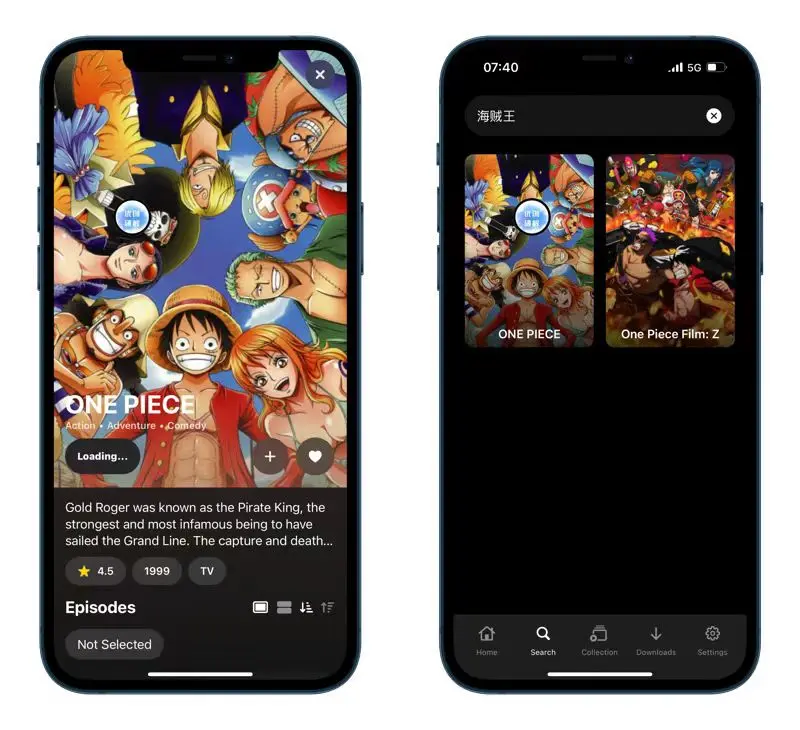 ONE PIECE
Action • Adventure • Comedy
Loading...
Gold Roger was known as the Pirate King, the
strongest and most infamous being to have
sailed the Grand Line. The capture and death...
4.5
1999
TV
Episodes
Not Selected
07:40
5G
海贼王
ONE PIECE
One Piece Film: Z
Home
Search
Collection
Downloads
Settings